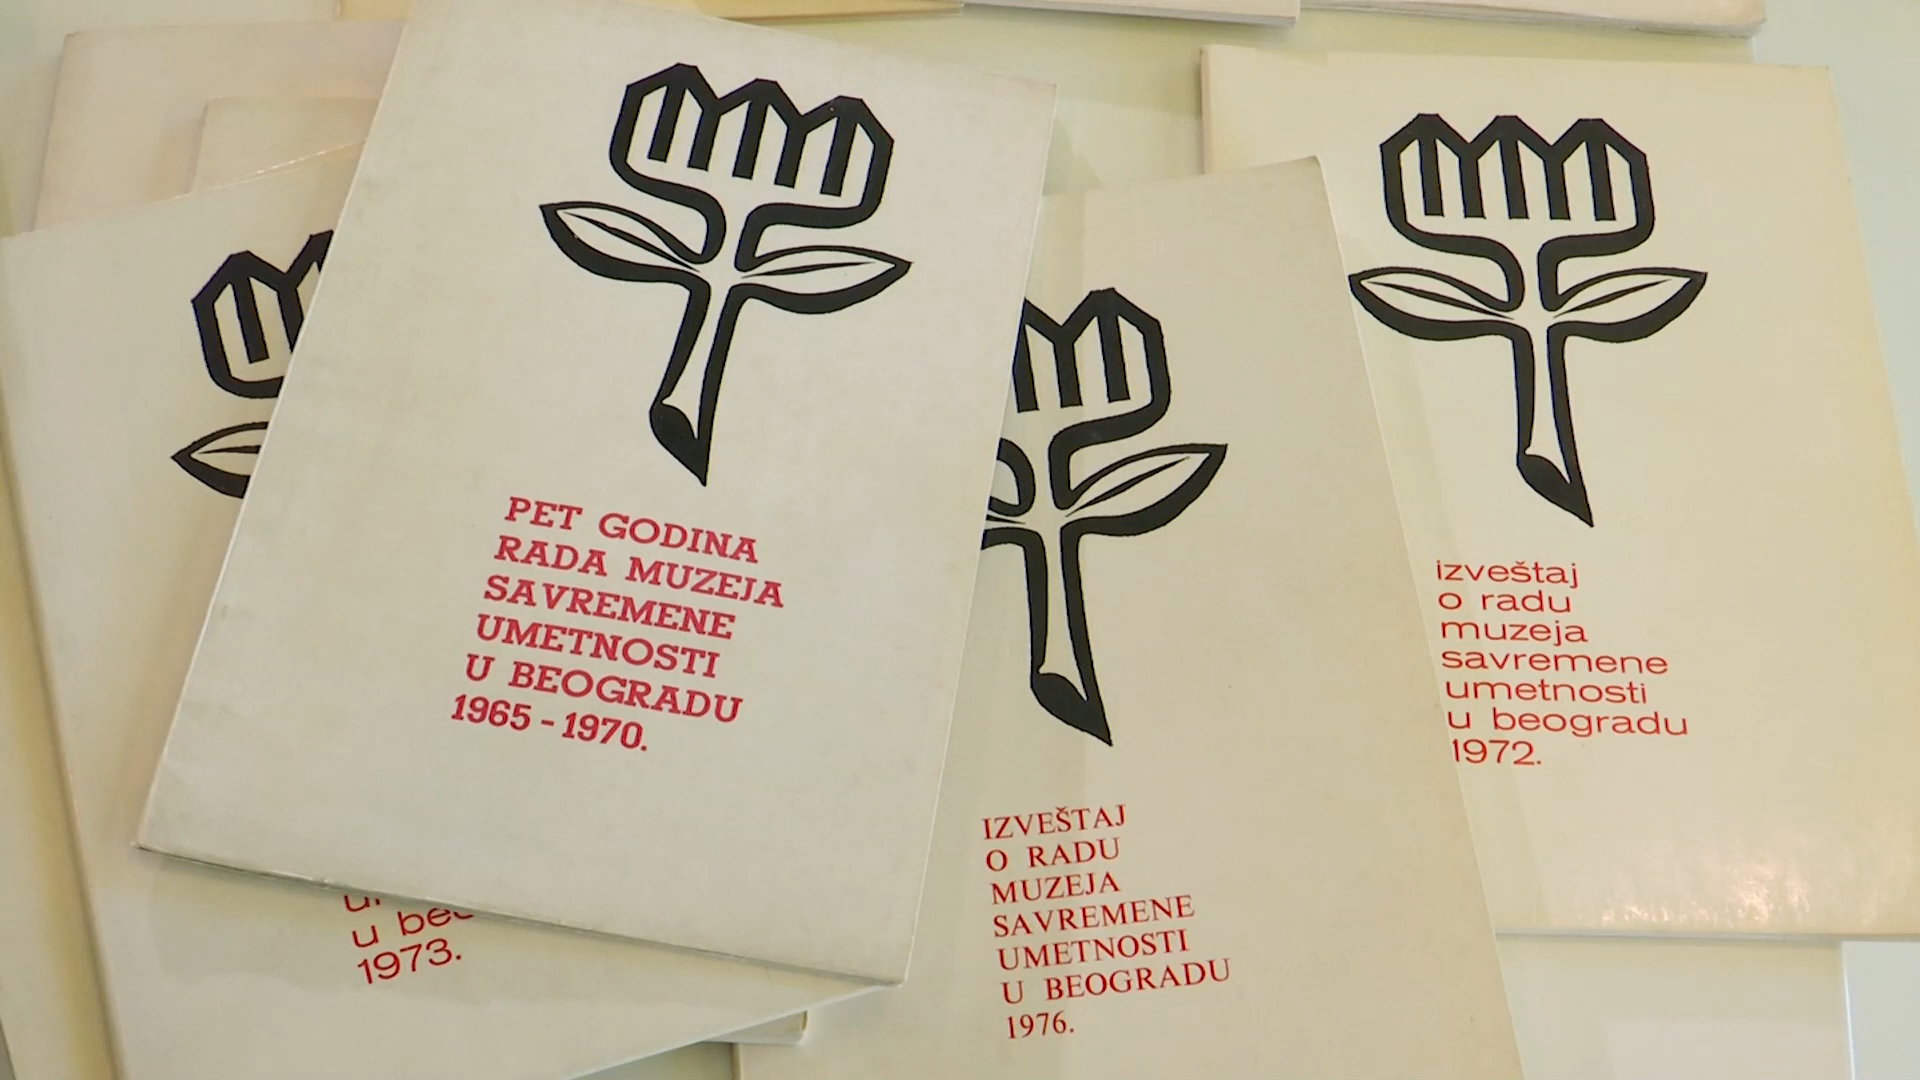 PET GODINA
RADA MUZEJA
SAVREMENE
UMETNOSTI
U BEOGRADU
1965 - 1970.
u
1973.
IZVEŠTAJ
O RADU
MUZEJA
SAVREMENE
UMETNOSTI
U BEOGRADU
1976.
izveštaj
o radu
muzeja
savremene
umetnosti
u beogradu
1972.